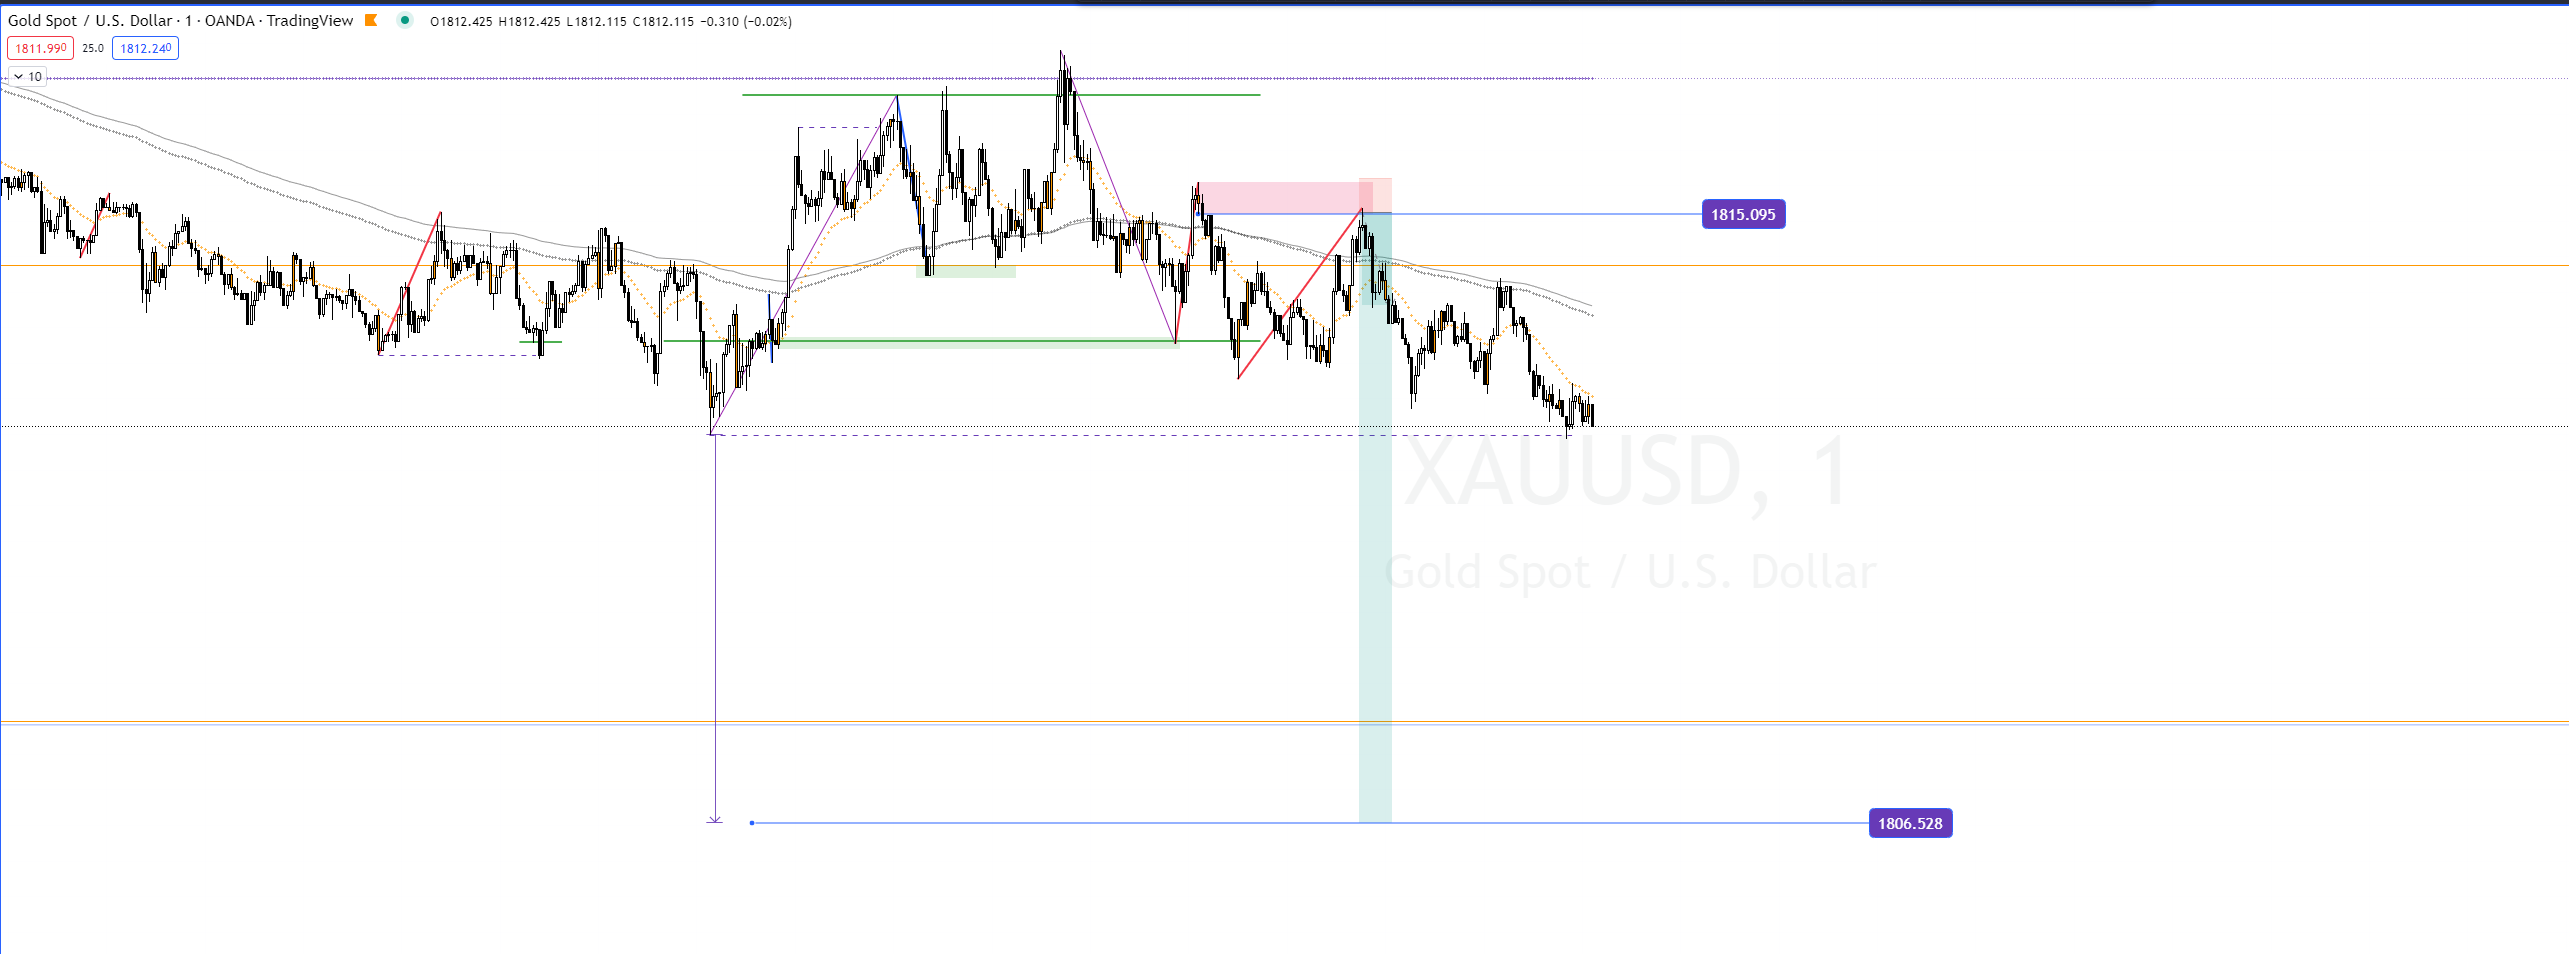 Gold Spot / U.S. Dollar · 1 · OANDA · TradingView O1812.425 H1812.425 L1812.115 C1812.115 −0.310 (−0.02%)
1811.990 25.0 1812.240
10
1815.095
XAUUSD, 1
Gold Spot / U.S. Dollar
1806.528